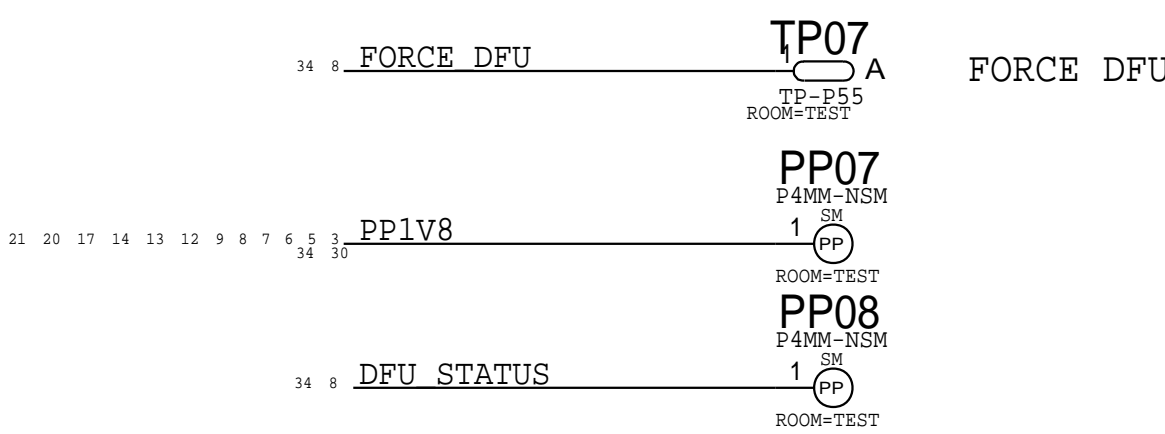 TP07
34 8 FORCE_DFU 1 A FORCE DFU
TP-P55
ROOM=TEST
PP07
P4MM-NSM
SM
21 20 17 14 13 12 9 8 7 6 5 3 PP1V8 1 PP
34 30
ROOM=TEST
PP08
P4MM-NSM
SM
34 8 DFU_STATUS 1 PP
ROOM=TEST